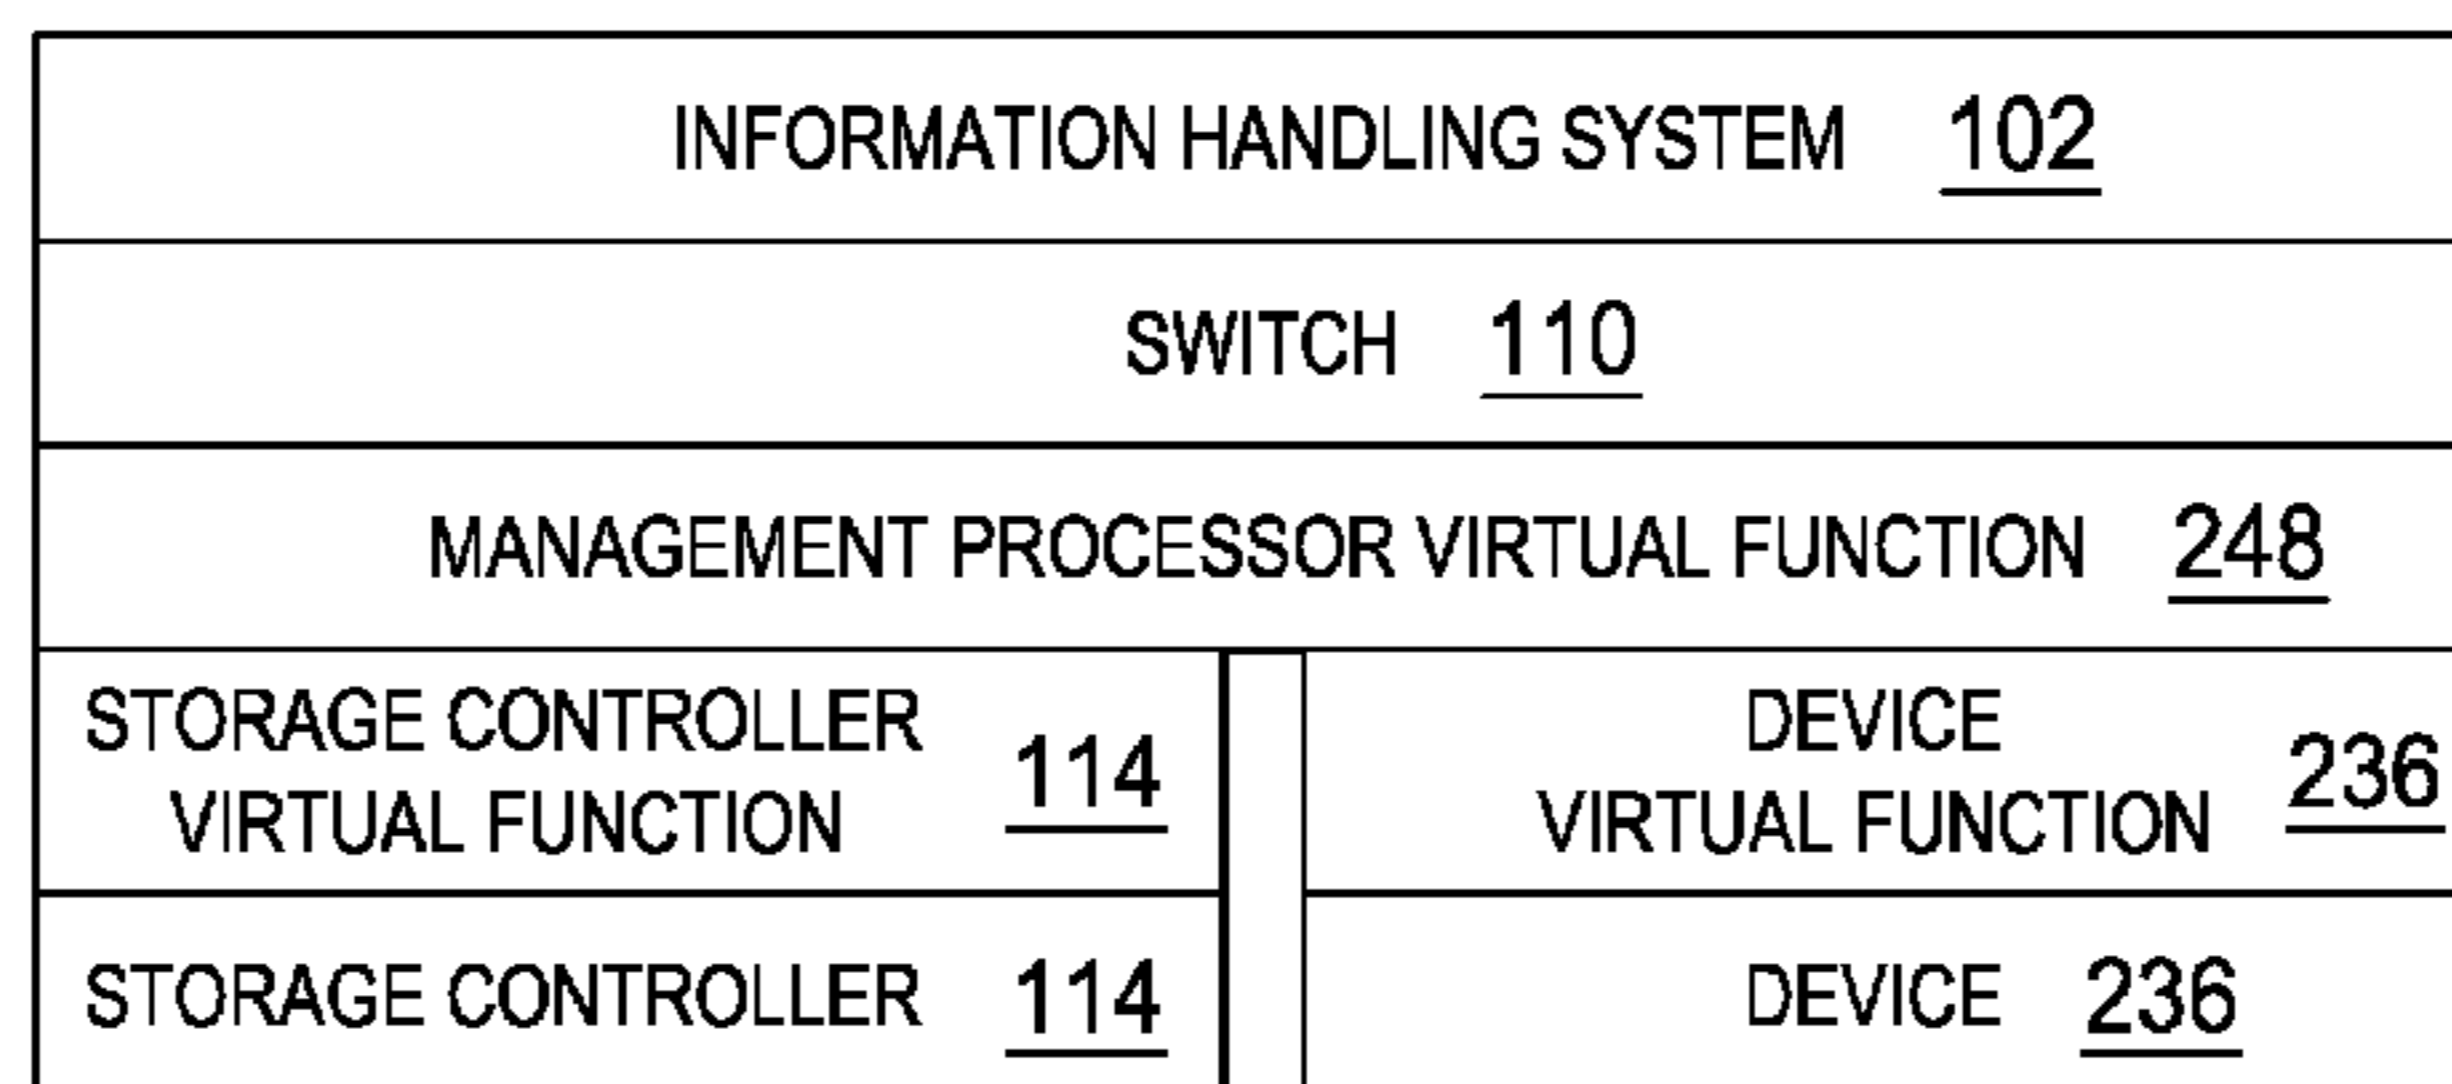 INFORMATION HANDLING SYSTEM 102
SWITCH 110
MANAGEMENT PROCESSOR VIRTUAL FUNCTION 248
STORAGE CONTROLLER
VIRTUAL FUNCTION 114
DEVICE
VIRTUAL FUNCTION 236
STORAGE CONTROLLER 114
DEVICE 236